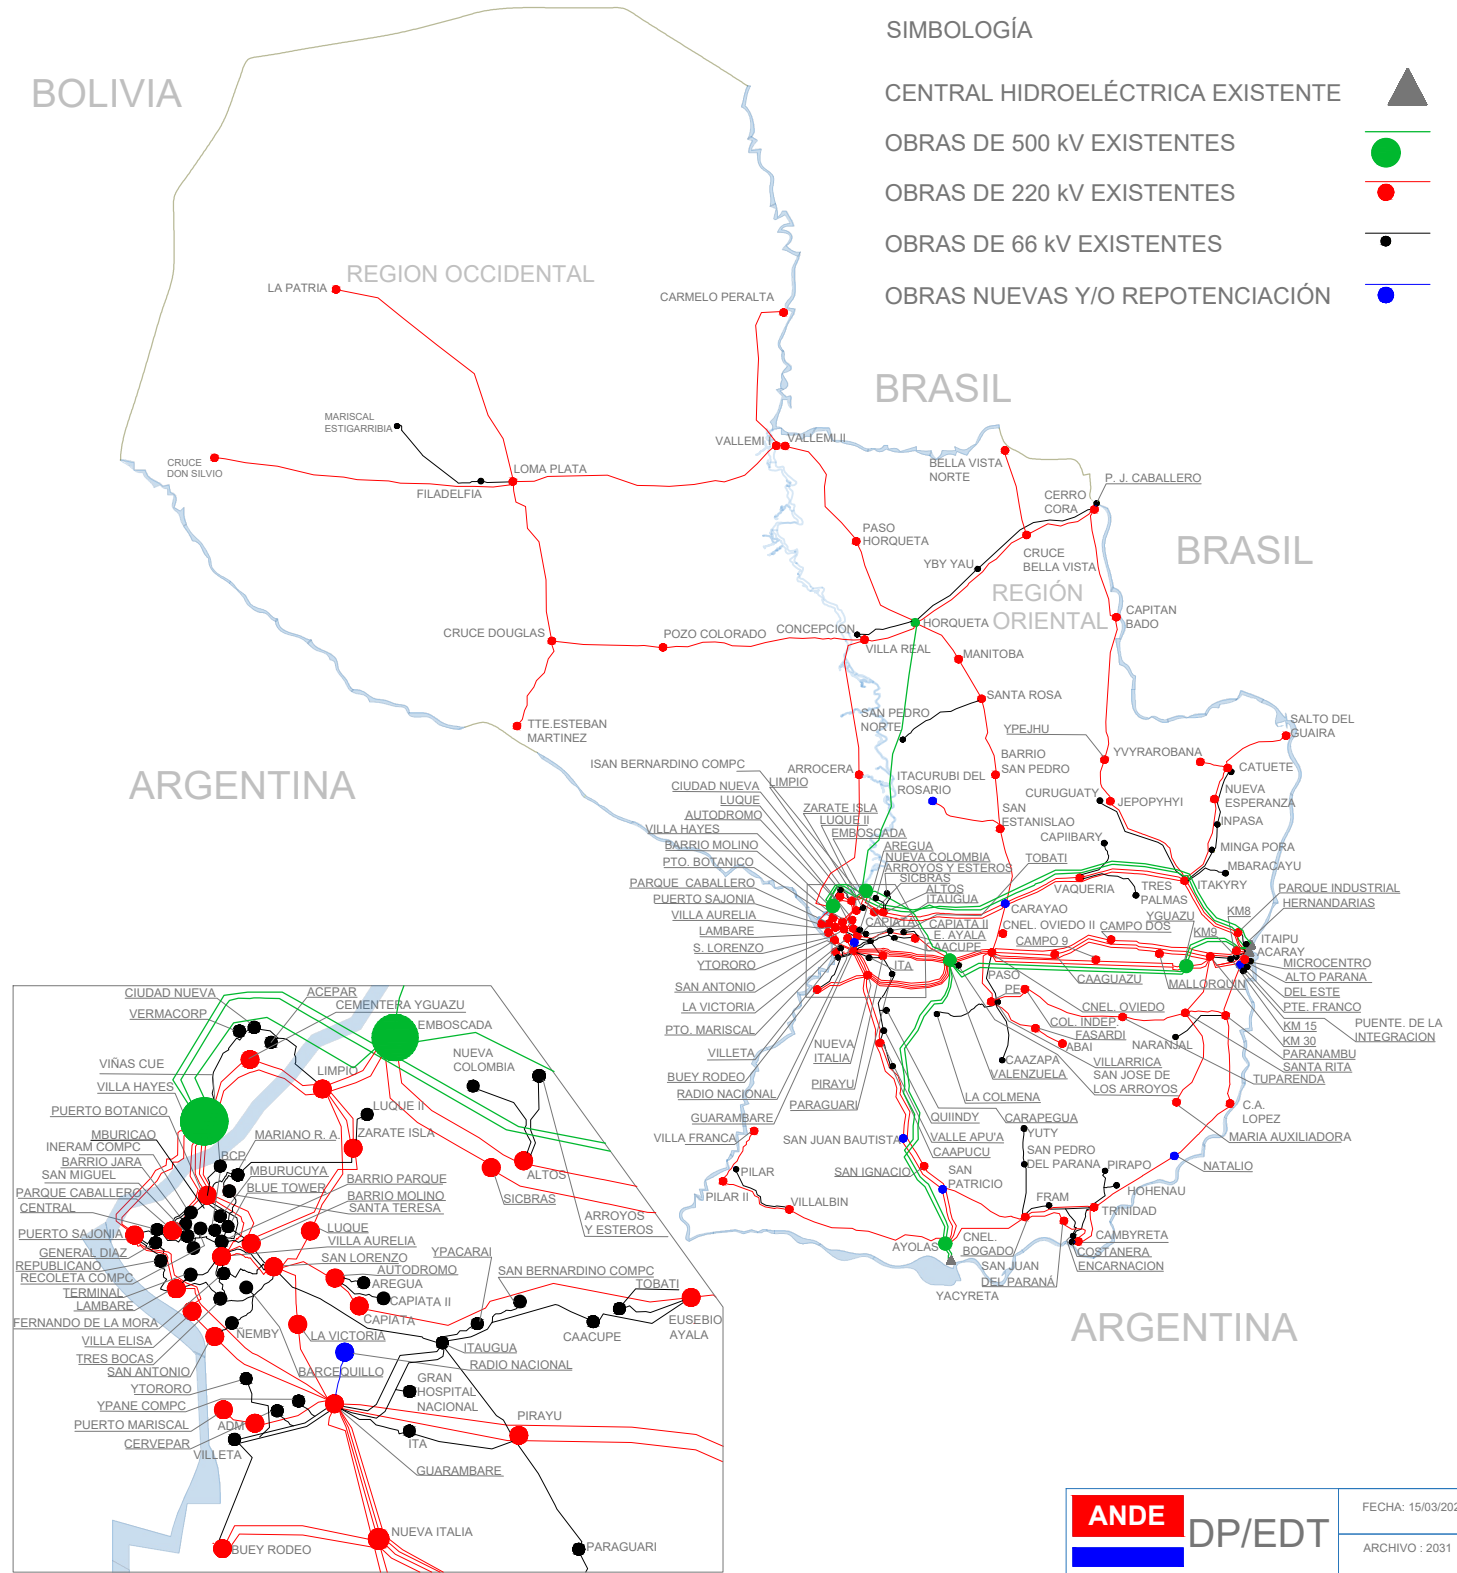 SIMBOLOGÍA
CENTRAL HIDROELÉCTRICA EXISTENTE
OBRAS DE 500 kV EXISTENTES
OBRAS DE 220 kV EXISTENTES
OBRAS DE 66 kV EXISTENTES
OBRAS NUEVAS Y/O REPOTENCIACIÓN
BOLIVIA
REGION OCCIDENTAL
LA PATRIA
CARMELO PERALTA
BRASIL
MARISCAL
ESTIGARRIBIA
CRUCE
DON SILVIO
FILADELFIA
LOMA PLATA
VALLEMI I
VALLEMI II
BELLA VISTA
NORTE
CERRO
CORA
P. J. CABALLERO
PASO
HORQUETA
YBY YAU
CRUCE
BELLA VISTA
BRASIL
REGIÓN
ORIENTAL
CAPITAN
BADO
CRUCE DOUGLAS
POZO COLORADO
CONCEPCION
HORQUETA
VILLA REAL
MANITOBA
SANTA ROSA
SAN PEDRO
NORTE
TTE.ESTEBAN
MARTINEZ
YPEJHU
YVYRAROBANA
SALTO DEL
GUAIRA
CATUETE
ARGENTINA
ISAN BERNARDINO COMPC
ARROCERA
LIMPIO
ITACURUBI DEL
ROSARIO
BARRIO
SAN PEDRO
CURUGUATY
JEPOPYHYI
NUEVA
ESPERANZA
CIUDAD NUEVA
LUQUE
AUTODROMO
VILLA HAYES
BARRIO MOLINO
PTO. BOTANICO
ZARATE ISLA
LUQUE II
EMBOSCADA
AREGUA
NUEVA COLOMBIA
ARROYOS Y ESTEROS
SICBRAS
ALTOS
ITAUGUA
SAN
ESTANISLAO
CAPIIBARY
INPASA
MINGA PORA
MBARACAYU
TOBATI
VAQUERIA
TRES
PALMAS
ITAKYRY
PARQUE INDUSTRIAL
HERNANDARIAS
PARQUE CABALLERO
PUERTO SAJONIA
VILLA AURELIA
LAMBARE
S. LORENZO
YTORORO
SAN ANTONIO
LA VICTORIA
PTO. MARISCAL
VILLETA
BUEY RODEO
RADIO NACIONAL
GUARAMBARE
CAPIATA
CAPIATA II
E. AYALA
CAACUPE
ITA
CARAYAO
CNEL. OVIEDO II
CAMPO 9
CAMPO DOS
YGUAZU
KM8
KM9
ITAIPU
ACARAY
MICROCENTRO
ALTO PARANA
DEL ESTE
PTE. FRANCO
KM 15
KM 30
PUENTE. DE LA
INTEGRACION
CAAGUAZU
MALLORQUIN
PASO
PE
CNEL. OVIEDO
COL. INDEP.
FASARDI
ABAI
NARANJAL
PARANAMBU
SANTA RITA
TUPARENDA
CAAZAPA
VALENZUELA
VILLARRICA
SAN JOSE DE
LOS ARROYOS
NUEVA
ITALIA
PIRAYU
PARAGUARI
LA COLMENA
QUIINDY
CARAPEGUA
VALLE APU'A
CAAPUCU
C.A.
LOPEZ
MARIA AUXILIADORA
VILLA FRANCA
SAN JUAN BAUTISTA
YUTY
SAN PEDRO
DEL PARANA
PIRAPO
NATALIO
PILAR
PILAR II
VILLALBIN
SAN IGNACIO
SAN
PATRICIO
FRAM
HOHENAU
TRINIDAD
AYOLAS
CNEL.
BOGADO
CAMBYRETA
COSTANERA
ENCARNACION
SAN JUAN
DEL PARANÁ
YACYRETA
ARGENTINA
CIUDAD NUEVA
ACEPAR
VERMACORP
CEMENTERA YGUAZU
EMBOSCADA
VIÑAS CUE
NUEVA
COLOMBIA
LIMPIO
VILLA HAYES
PUERTO BOTANICO
LUQUE II
MBURICAO
MARIANO R. A.
ZARATE ISLA
INERAM COMPC
BCP
BARRIO JARA
MBURUCUYA
SAN MIGUEL
BLUE TOWER
BARRIO PARQUE
ALTOS
PARQUE CABALLERO
BARRIO MOLINO
SICBRAS
CENTRAL
SANTA TERESA
ARROYOS
Y ESTEROS
PUERTO SAJONIA
LUQUE
VILLA AURELIA
GENERAL DIAZ
SAN LORENZO
YPACARAI
REPUBLICANO
AUTODROMO
SAN BERNARDINO COMPC
RECOLETA COMPC
AREGUA
TOBATI
TERMINAL
CAPIATA II
LAMBARE
CAPIATA
FERNANDO DE LA MORA
ÑEMBY
CAACUPE
EUSEBIO
AYALA
VILLA ELISA
LA VICTORIA
ITAUGUA
TRES BOCAS
SAN ANTONIO
BARCEQUILLO
RADIO NACIONAL
YTORORO
GRAN
HOSPITAL
NACIONAL
YPANE COMPC
PUERTO MARISCAL
ADM
PIRAYU
CERVEPAR
ITA
VILLETA
GUARAMBARE
NUEVA ITALIA
BUEY RODEO
PARAGUARI
ANDE
DP/EDT
FECHA: 15/03/202
ARCHIVO : 2031